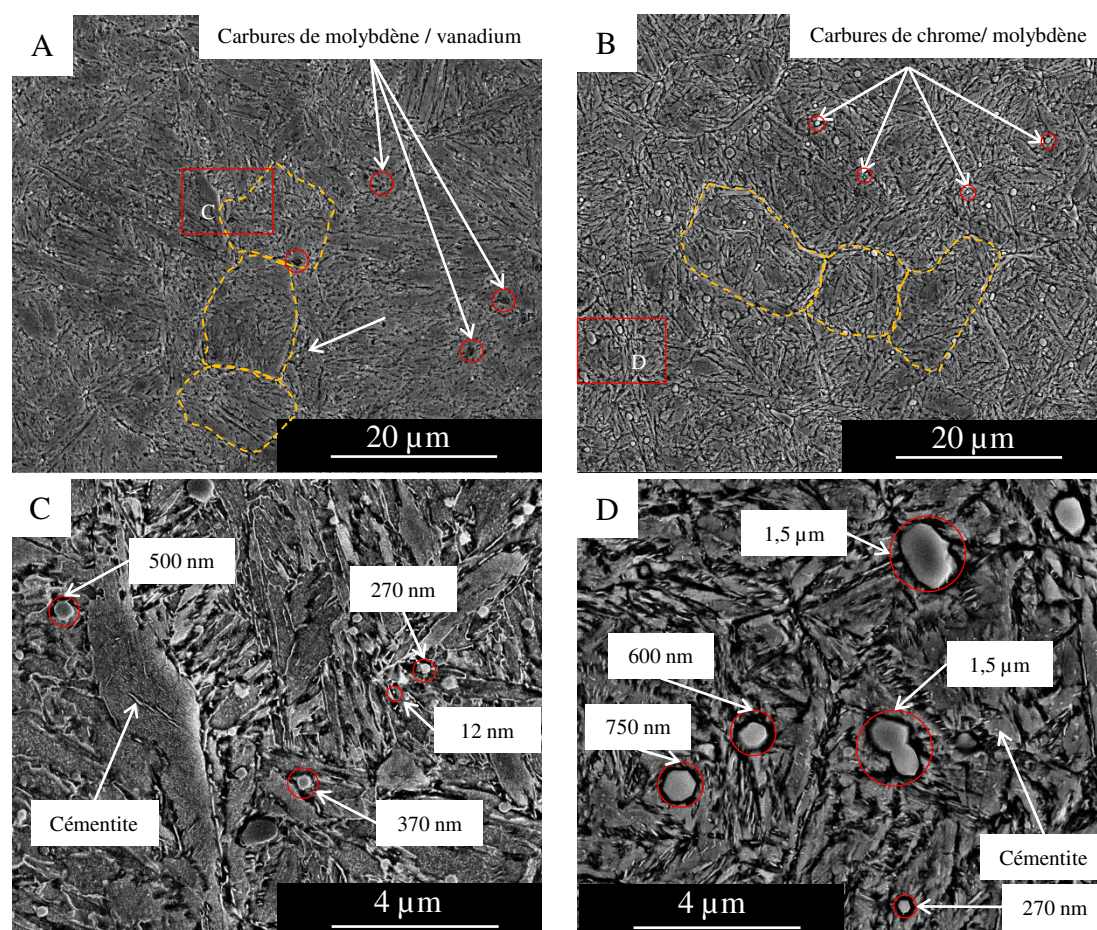 A
Carbures de molybdène / vanadium
C
20 µm
B
Carbures de chrome/ molybdène
D
20 µm
C
500 nm
270 nm
12 nm
Cémentite
370 nm
4 µm
D
1,5 µm
600 nm
1,5 µm
750 nm
Cémentite
270 nm
4 µm